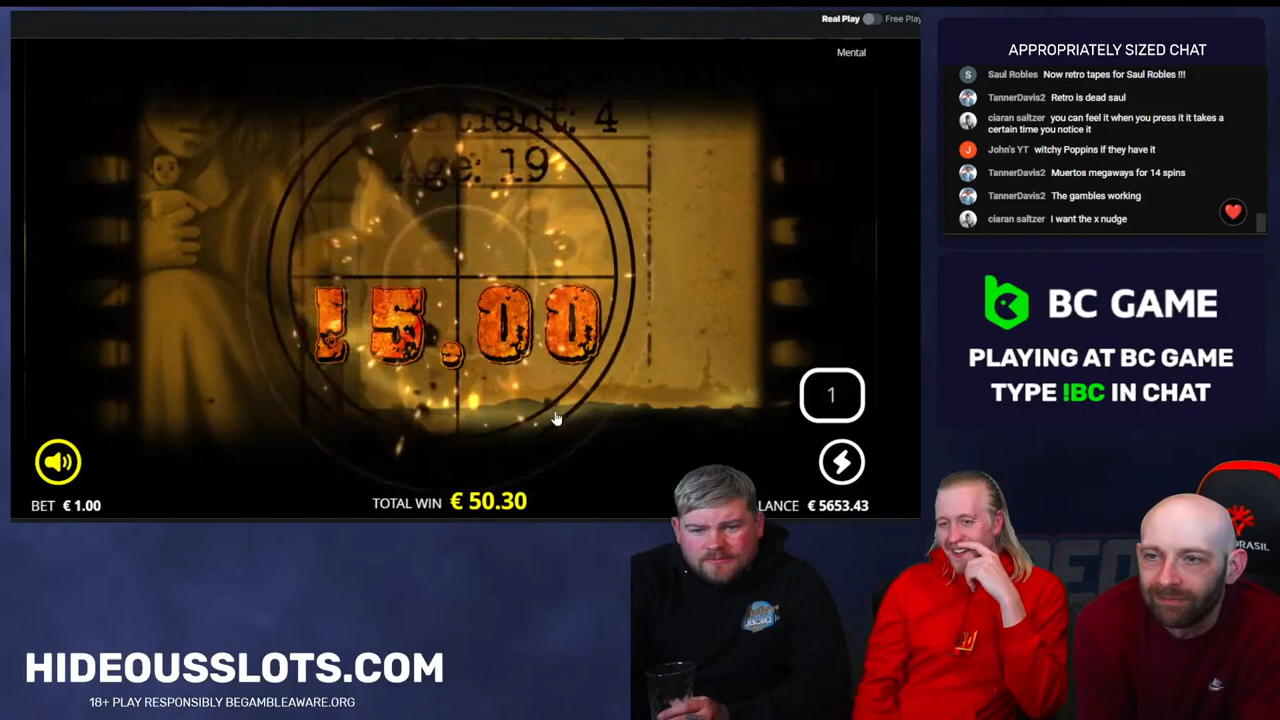 Real Play
Free Play
Mental
Patient: 4
Age: 19
15.00
1
BET € 1.00
TOTAL WIN € 50.30
LANCE € 5653.43
APPROPRIATELY SIZED CHAT
S Saul Robles Now retro tapes for Saul Robles !!!
TannerDavis2 Retro is dead saul
ciaran saltzer you can feel it when you press it it takes a
certain time you notice it
J John's YT witchy Poppins if they have it
TannerDavis2 Muertos megaways for 14 spins
TannerDavis2 The gambles working
ciaran saltzer I want the x nudge
BC GAME
PLAYING AT BC GAME
TYPE !BC IN CHAT
HIDEOUSSLOTS.COM
18+ PLAY RESPONSIBLY BEGAMBLEAWARE.ORG